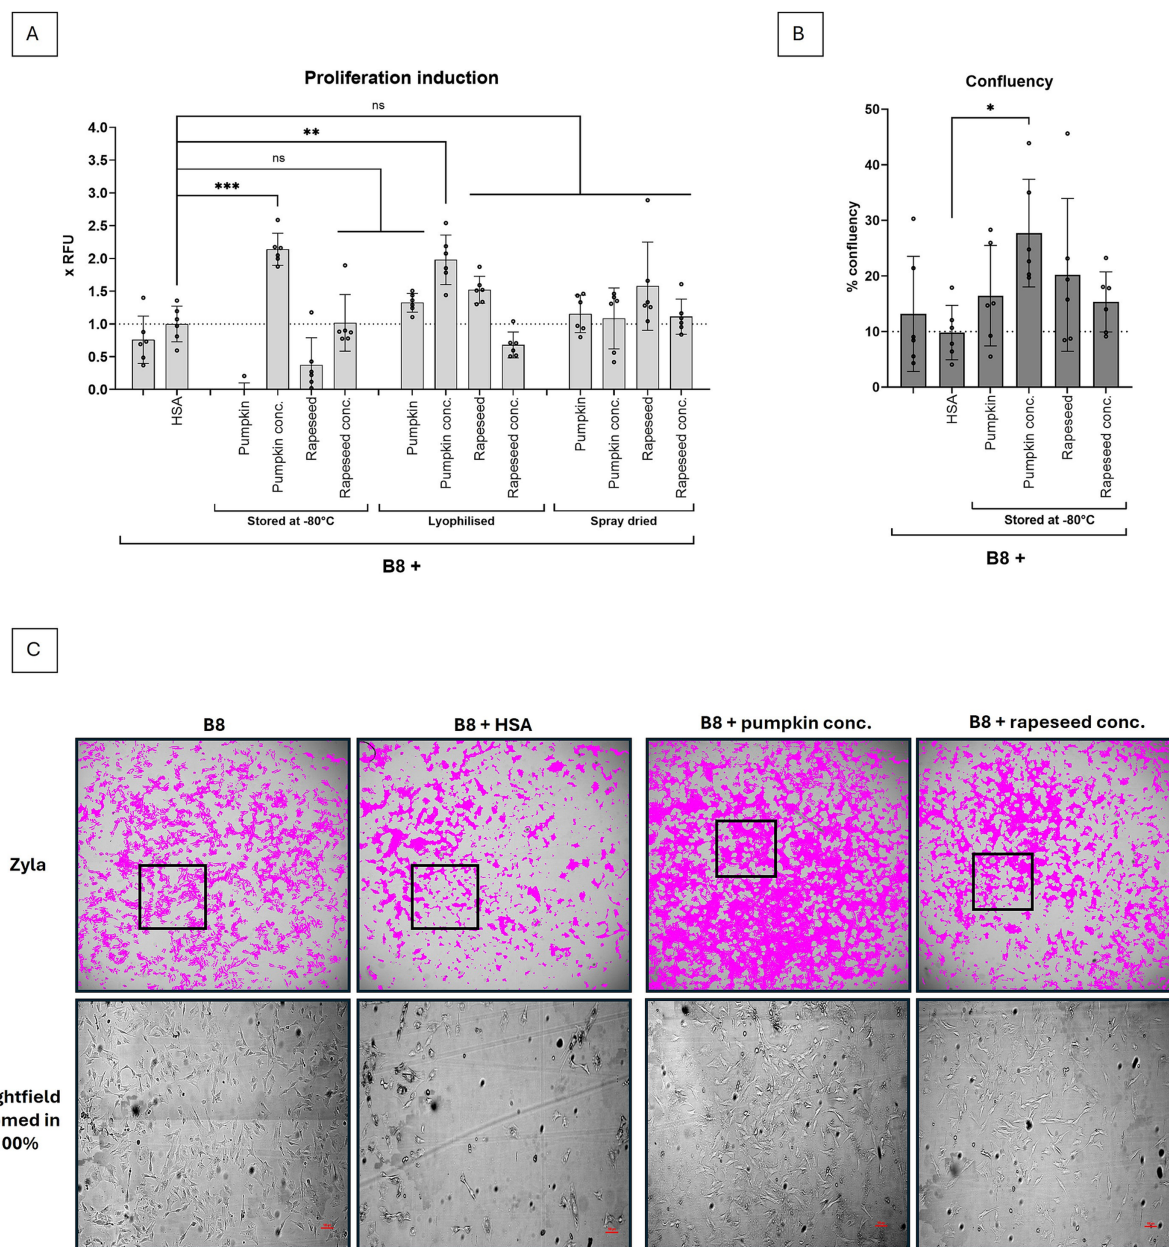 A
B
Proliferation induction
ns
**
ns
***
x RFU
4.0
3.5
3.0
2.5
2.0
1.5
1.0
0.5
0.0
HSA
Pumpkin
Pumpkin conc.
Rapeseed
Rapeseed conc.
Pumpkin
Pumpkin conc.
Rapeseed
Rapeseed conc.
Pumpkin
Pumpkin conc.
Rapeseed
Rapeseed conc.
Stored at -80°C
Lyophilised
Spray dried
B8 +
Confluency
*
% confluency
50
40
30
20
10
0
HSA
Pumpkin
Pumpkin conc.
Rapeseed
Rapeseed conc.
Stored at -80°C
B8 +
C
B8
B8 + HSA
B8 + pumpkin conc.
B8 + rapeseed conc.
Zyla
ghtfield
med in
00%